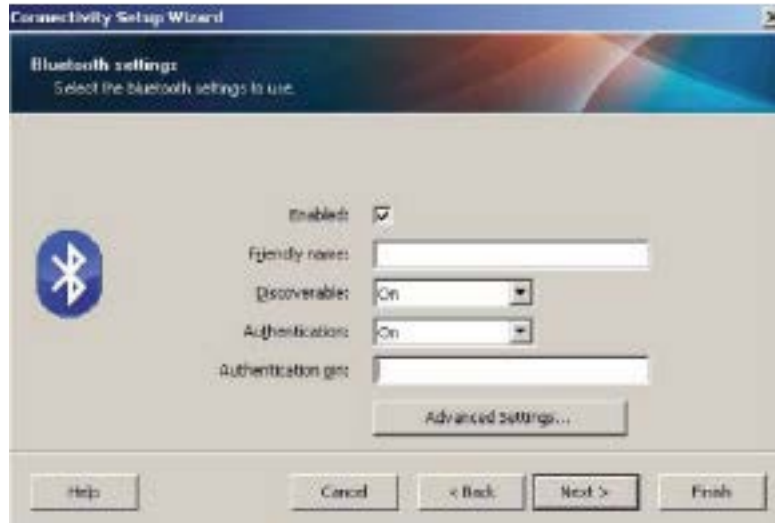 Connectivity Setup Wizard
Bluetooth settings
Select the bluetooth settings to use.
Enabled:
Friendly name:
Discoverable: On
Authentication: On
Authentication pin:
Advanced Settings...
Help Cancel < Back Next > Finish